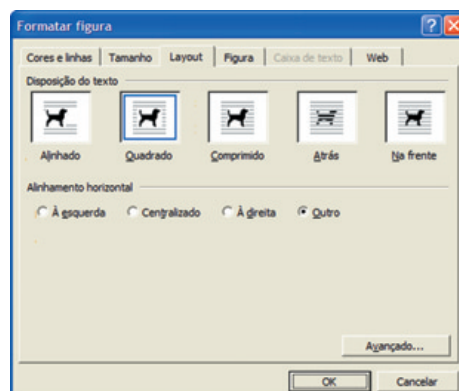 Formatar figura
Cores e linhas Tamanho Layout Figura Caixa de texto Web
Disposição do texto
Alinhado Quadrado Comprimido Atrás Na frente
Alinhamento horizontal
À esquerda Centralizado À direita Outro
Avançado...
OK Cancelar